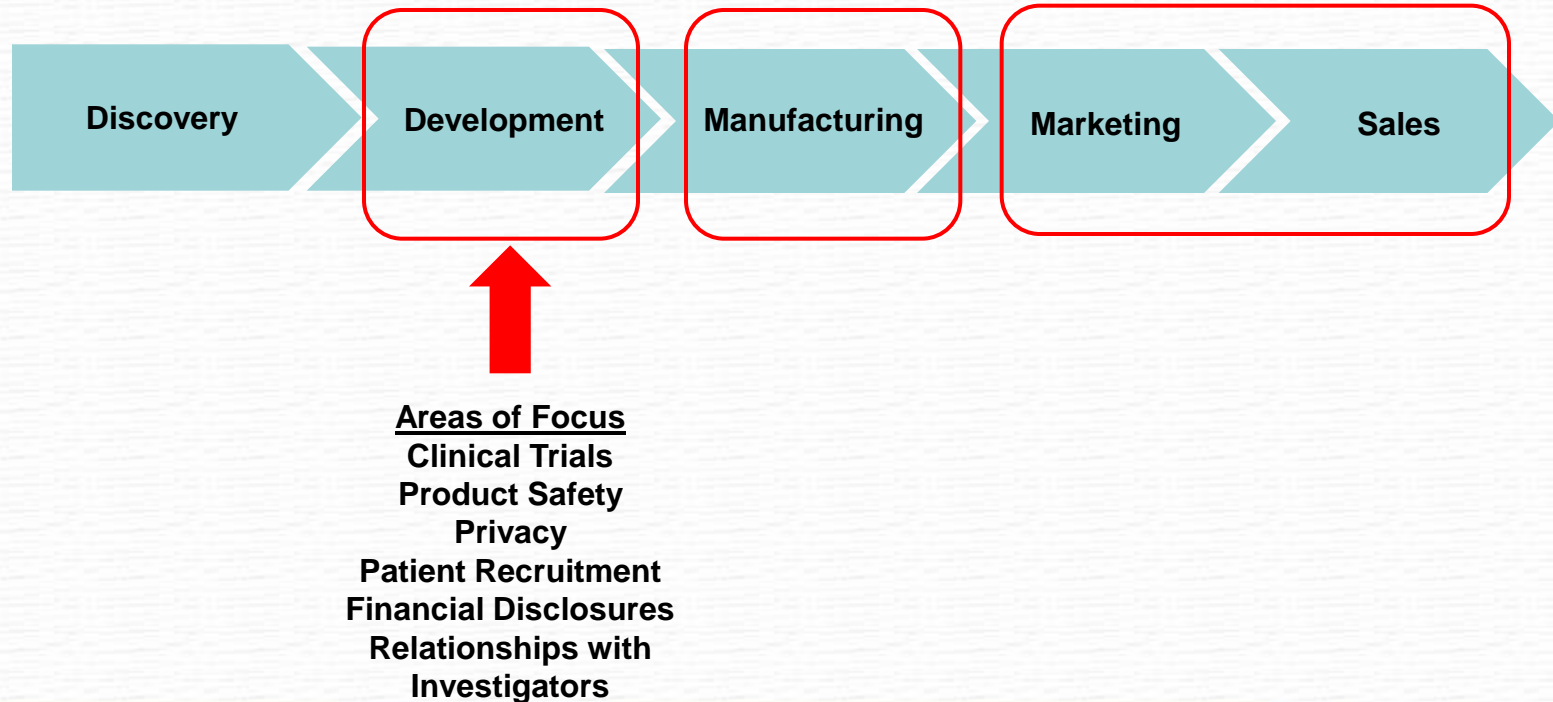 Discovery
Development
Manufacturing
Marketing
Sales
Areas of Focus
Clinical Trials
Product Safety
Privacy
Patient Recruitment
Financial Disclosures
Relationships with
Investigators